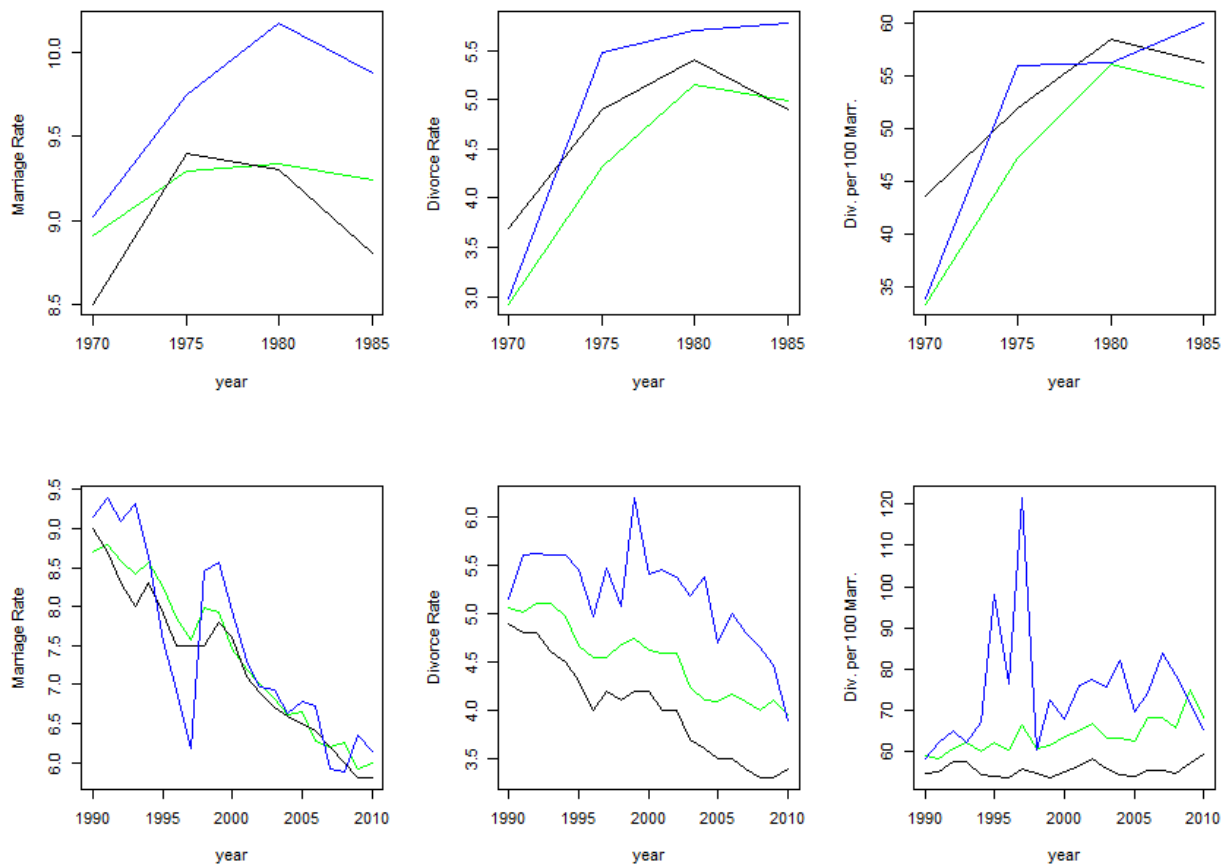 Marriage Rate
10.0
9.5
9.0
8.5
1970 1975 1980 1985
year
Divorce Rate
5.5
5.0
4.5
4.0
3.5
3.0
1970 1975 1980 1985
year
Div. per 100 Marr.
60
55
50
45
40
35
1970 1975 1980 1985
year
Marriage Rate
9.5
9.0
8.5
8.0
7.5
7.0
6.5
6.0
1990 1995 2000 2005 2010
year
Divorce Rate
6.0
5.5
5.0
4.5
4.0
3.5
1990 1995 2000 2005 2010
year
Div. per 100 Marr.
120
110
100
90
80
70
60
1990 1995 2000 2005 2010
year